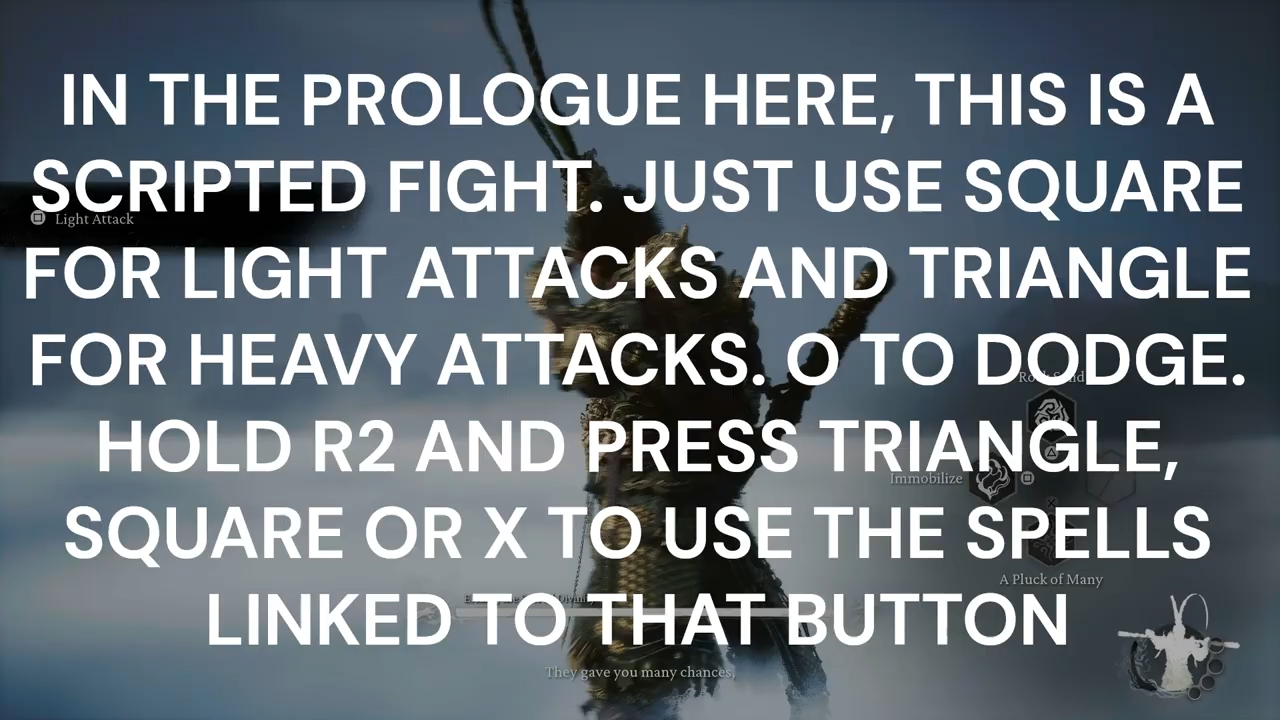 IN THE PROLOGUE HERE, THIS IS A
SCRIPTED FIGHT. JUST USE SQUARE
Light Attack
FOR LIGHT ATTACKS AND TRIANGLE
FOR HEAVY ATTACKS. O TO DODGE.
HOLD R2 AND PRESS TRIANGLE,
Immobilize
SQUARE OR X TO USE THE SPELLS
A Pluck of Many
LINKED TO THAT BUTTON
They gave you many chances,